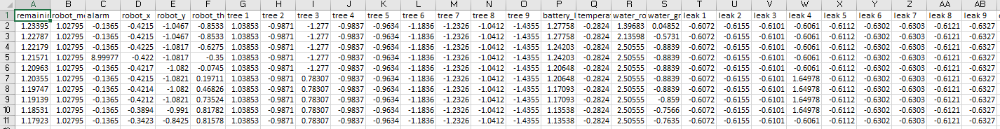 A B C D E F G H I J K L M N O P Q R S T U V W X Y Z AA AB
1 remainin robot_mo alarm robot_x robot_y robot_th tree 1 tree 2 tree 3 tree 4 tree 5 tree 6 tree 7 tree 8 tree 9 battery_l temperat water_ro water_gr leak 1 leak 2 leak 3 leak 4 leak 5 leak 6 leak 7 leak 8 leak 9
2 1.23395 1.02795 -0.1365 -0.4215 -1.0467 -0.8533 1.03853 -0.9871 -1.277 -0.9837 -0.9634 -1.1836 -1.2326 -1.0412 -1.4355 1.27758 -0.2824 1.39683 0.04852 -0.6072 -0.6155 -0.6101 -0.6061 -0.6112 -0.6302 -0.6303 -0.6121 -0.6327
3 1.22787 1.02795 -0.1365 -0.4215 -1.0467 -0.8533 1.03853 -0.9871 -1.277 -0.9837 -0.9634 -1.1836 -1.2326 -1.0412 -1.4355 1.27758 -0.2824 2.13598 -0.5731 -0.6072 -0.6155 -0.6101 -0.6061 -0.6112 -0.6302 -0.6303 -0.6121 -0.6327
4 1.22179 1.02795 -0.1365 -0.4225 -1.0817 -0.6275 1.03853 -0.9871 -1.277 -0.9837 -0.9634 -1.1836 -1.2326 -1.0412 -1.4355 1.24203 -0.2824 2.50555 -0.8839 -0.6072 -0.6155 -0.6101 -0.6061 -0.6112 -0.6302 -0.6303 -0.6121 -0.6327
5 1.21571 1.02795 8.99977 -0.422 -1.0817 -0.35 1.03853 -0.9871 -1.277 -0.9837 -0.9634 -1.1836 -1.2326 -1.0412 -1.4355 1.24203 -0.2824 2.50555 -0.8839 -0.6072 -0.6155 -0.6101 -0.6061 -0.6112 -0.6302 -0.6303 -0.6121 -0.6327
6 1.20963 1.02795 -0.1365 -0.4217 -1.082 -0.0745 1.03853 -0.9871 -1.277 -0.9837 -0.9634 -1.1836 -1.2326 -1.0412 -1.4355 1.20648 -0.2824 2.50555 -0.8839 -0.6072 -0.6155 -0.6101 -0.6061 -0.6112 -0.6302 -0.6303 -0.6121 -0.6327
7 1.20355 1.02795 -0.1365 -0.4215 -1.0821 0.19711 1.03853 -0.9871 0.78307 -0.9837 -0.9634 -1.1836 -1.2326 -1.0412 -1.4355 1.20648 -0.2824 2.50555 -0.8839 -0.6072 -0.6155 -0.6101 1.64978 -0.6112 -0.6302 -0.6303 -0.6121 -0.6327
8 1.19747 1.02795 -0.1365 -0.4214 -1.082 0.46826 1.03853 -0.9871 0.78307 -0.9837 -0.9634 -1.1836 -1.2326 -1.0412 -1.4355 1.17093 -0.2824 2.50555 -0.8839 -0.6072 -0.6155 -0.6101 1.64978 -0.6112 -0.6302 -0.6303 -0.6121 -0.6327
9 1.19139 1.02795 -0.1365 -0.4212 -1.0821 0.73524 1.03853 -0.9871 0.78307 -0.9837 -0.9634 -1.1836 -1.2326 -1.0412 -1.4355 1.17093 -0.2824 2.50555 -0.859 -0.6072 -0.6155 -0.6101 1.64978 -0.6112 -0.6302 -0.6303 -0.6121 -0.6327
10 1.18531 1.02795 -0.1365 -0.3894 -0.991 0.81782 1.03853 -0.9871 0.78307 -0.9837 -0.9634 -1.1836 -1.2326 -1.0412 -1.4355 1.13538 -0.2824 2.50555 -0.7566 -0.6072 -0.6155 -0.6101 1.64978 -0.6112 -0.6302 -0.6303 -0.6121 -0.6327
11 1.17923 1.02795 -0.1365 -0.3423 -0.8425 0.81578 1.03853 -0.9871 0.78307 -0.9837 -0.9634 -1.1836 -1.2326 -1.0412 -1.4355 1.13538 -0.2824 2.50555 -0.7635 -0.6072 -0.6155 -0.6101 -0.6061 -0.6112 -0.6302 -0.6303 -0.6121 -0.6327